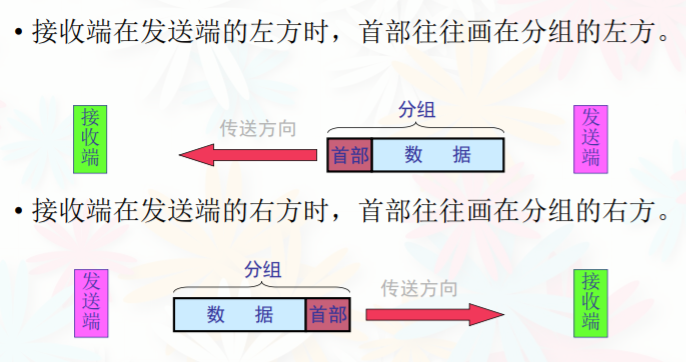 • 接收端在发送端的左方时，首部往往画在分组的左方。
分组
接收端
传送方向
首部
数 据
发送端
• 接收端在发送端的右方时，首部往往画在分组的右方。
分组
发送端
数 据
首部
传送方向
接收端